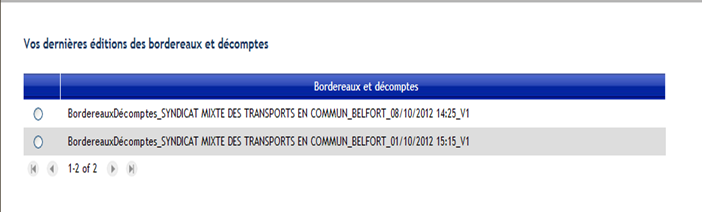 Vos dernières éditions des bordereaux et décomptes
Bordereaux et décomptes
BordereauxDécomptes_SYNDICAT MIXTE DES TRANSPORTS EN COMMUN_BELFORT_08/10/2012 14:25_V1
BordereauxDécomptes_SYNDICAT MIXTE DES TRANSPORTS EN COMMUN_BELFORT_01/10/2012 15:15_V1
1-2 of 2